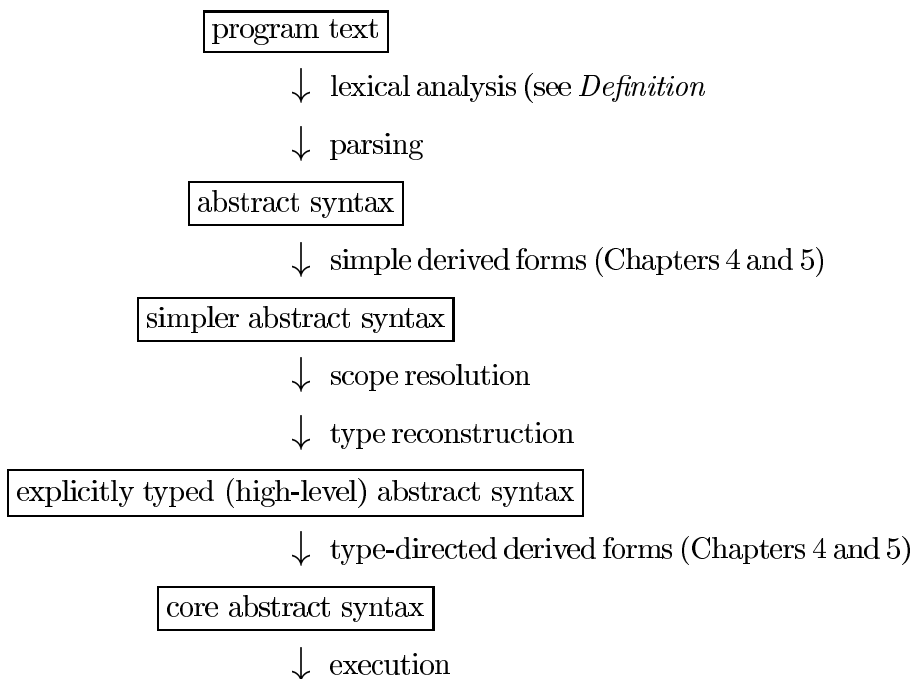 program text
↓ lexical analysis (see Definition
↓ parsing
abstract syntax
↓ simple derived forms (Chapters 4 and 5)
simpler abstract syntax
↓ scope resolution
↓ type reconstruction
explicitly typed (high-level) abstract syntax
↓ type-directed derived forms (Chapters 4 and 5)
core abstract syntax
↓ execution